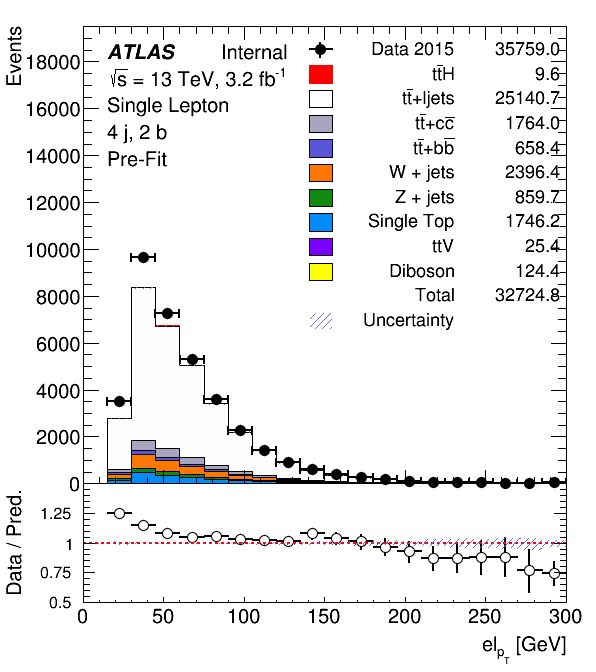 Events
18000
16000
14000
12000
10000
8000
6000
4000
2000
0
ATLAS Internal
√s = 13 TeV, 3.2 fb⁻¹
Single Lepton
4 j, 2 b
Pre-Fit
Data 2015 35759.0
tt̄H 9.6
tt̄+ljets 25140.7
tt̄+cc̄ 1764.0
tt̄+bb̄ 658.4
W + jets 2396.4
Z + jets 859.7
Single Top 1746.2
ttV 25.4
Diboson 124.4
Total 32724.8
Uncertainty
Data / Pred.
1.25
1
0.75
0.5
0 50 100 150 200 250 300
el_pT [GeV]